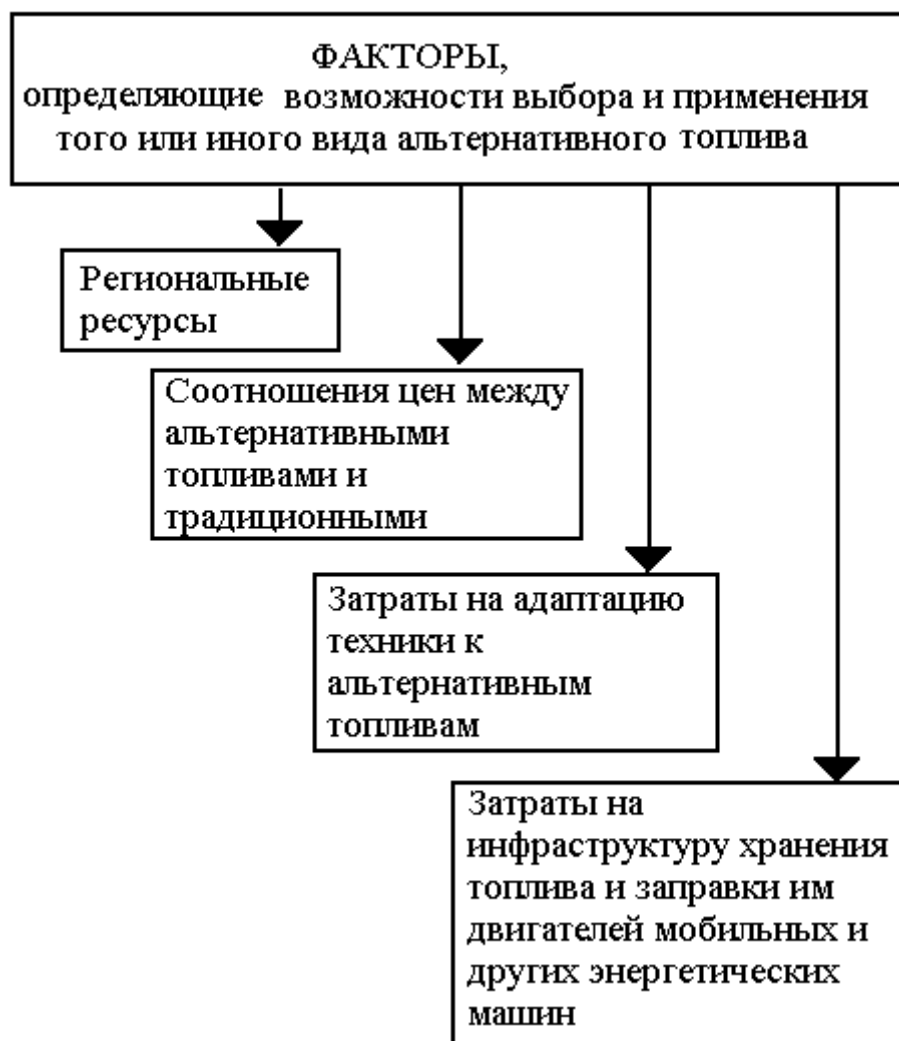 ФАКТОРЫ,
определяющие возможности выбора и применения
того или иного вида альтернативного топлива
Региональные
ресурсы
Соотношения цен между
альтернативными
топливами и
традиционными
Затраты на адаптацию
техники к
альтернативным
топливам
Затраты на
инфраструктуру хранения
топлива и заправки им
двигателей мобильных и
других энергетических
машин